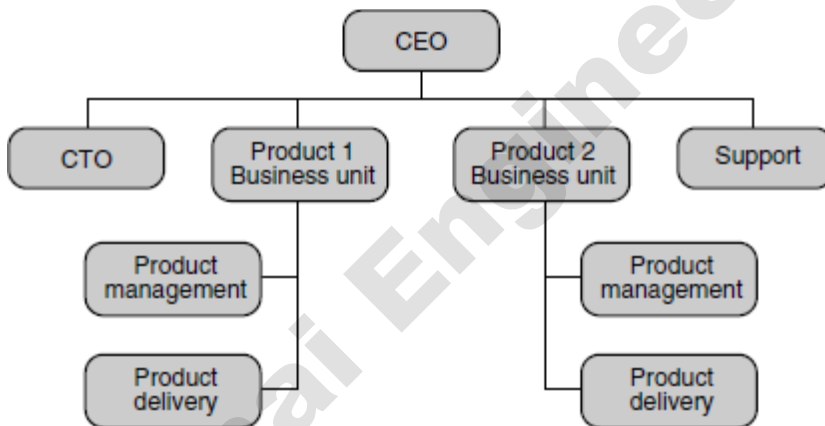 CEO
CTO
Product 1
Business unit
Product 2
Business unit
Support
Product
management
Product
management
Product
delivery
Product
delivery